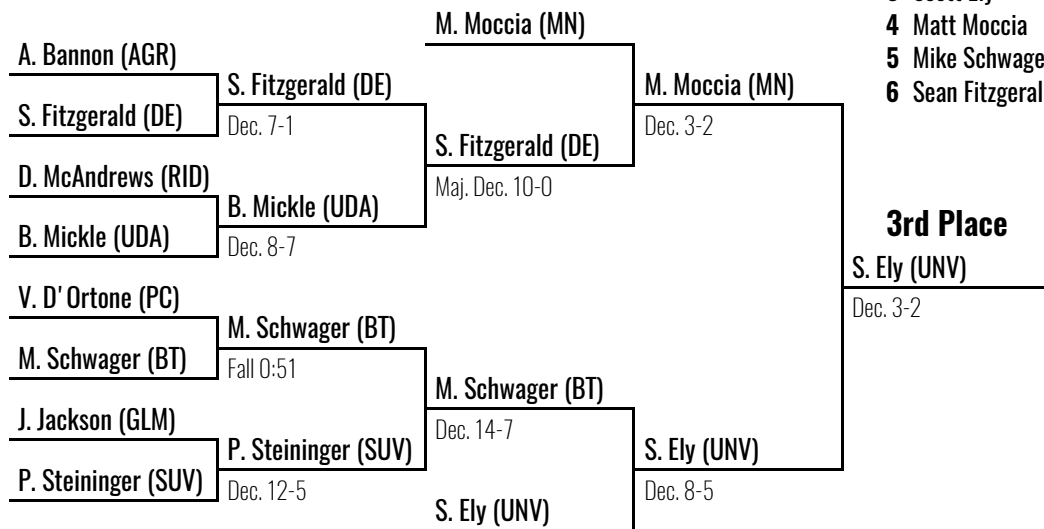 4 Matt Moccia
5 Mike Schwage
6 Sean Fitzgeral
M. Moccia (MN)
A. Bannon (AGR)
S. Fitzgerald (DE)
S. Fitzgerald (DE)
Dec. 7-1
M. Moccia (MN)
Dec. 3-2
S. Fitzgerald (DE)
Maj. Dec. 10-0
D. McAndrews (RID)
B. Mickle (UDA)
B. Mickle (UDA)
Dec. 8-7
3rd Place
S. Ely (UNV)
Dec. 3-2
V. D'Ortone (PC)
M. Schwager (BT)
M. Schwager (BT)
Fall 0:51
M. Schwager (BT)
Dec. 14-7
J. Jackson (GLM)
P. Steininger (SUV)
P. Steininger (SUV)
Dec. 12-5
S. Ely (UNV)
Dec. 8-5
S. Ely (UNV)